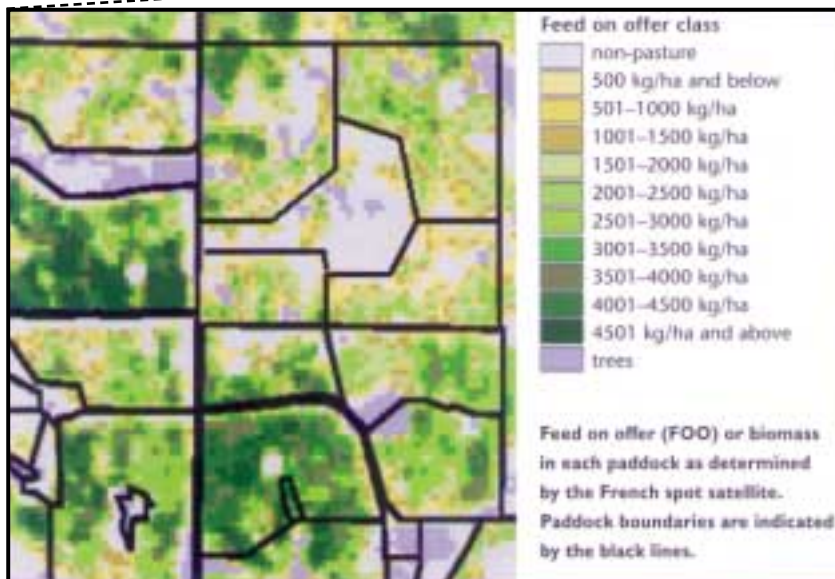 Feed on offer class
non-pasture
500 kg/ha and below
501–1000 kg/ha
1001–1500 kg/ha
1501–2000 kg/ha
2001–2500 kg/ha
2501–3000 kg/ha
3001–3500 kg/ha
3501–4000 kg/ha
4001–4500 kg/ha
4501 kg/ha and above
trees
Feed on offer (FOO) or biomass
in each paddock as determined
by the French spot satellite.
Paddock boundaries are indicated
by the black lines.